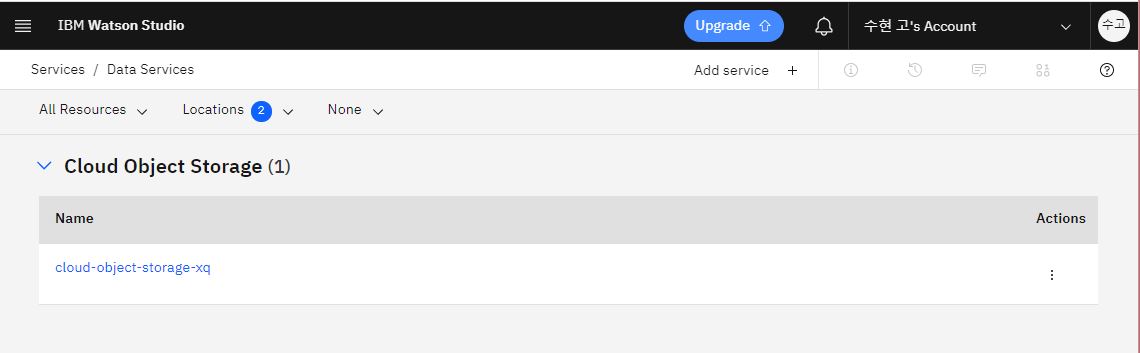 IBM Watson Studio Upgrade 수현 고's Account 수고
Services / Data Services Add service +
All Resources Locations 2 None
Cloud Object Storage (1)
Name Actions
cloud-object-storage-xq